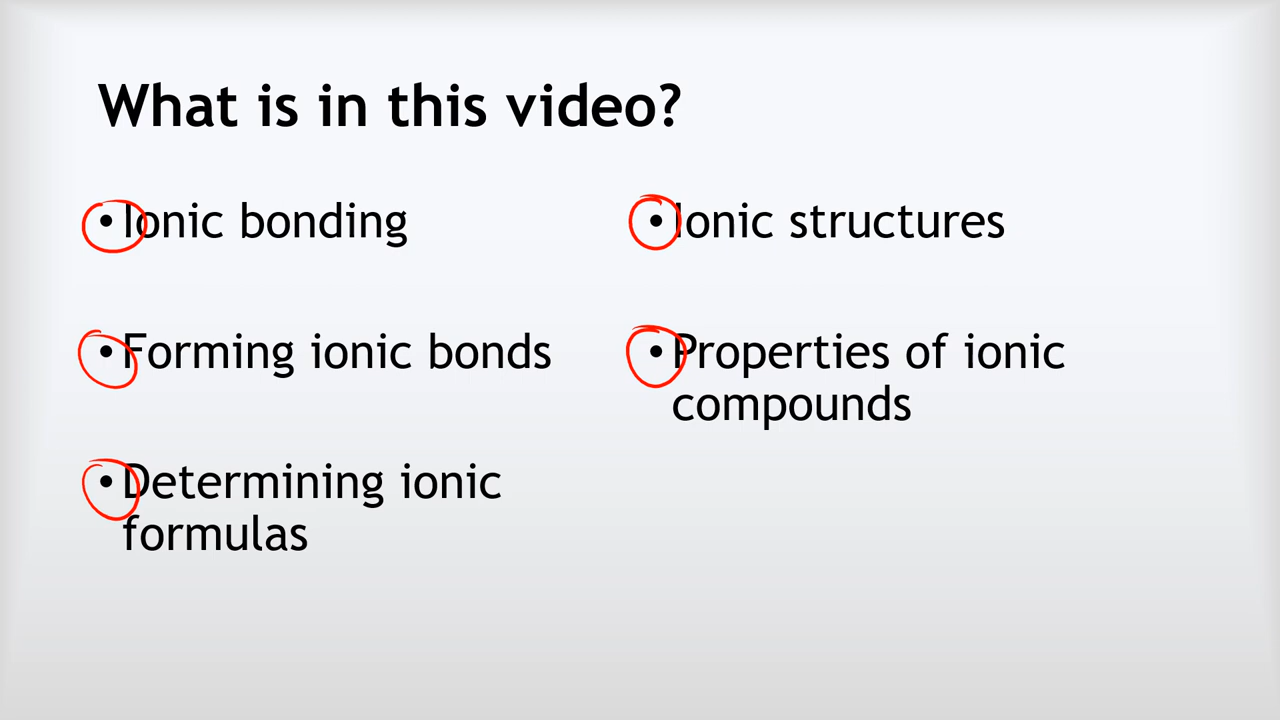 What is in this video?
• Ionic bonding
• Forming ionic bonds
• Determining ionic
formulas
• Ionic structures
• Properties of ionic
compounds